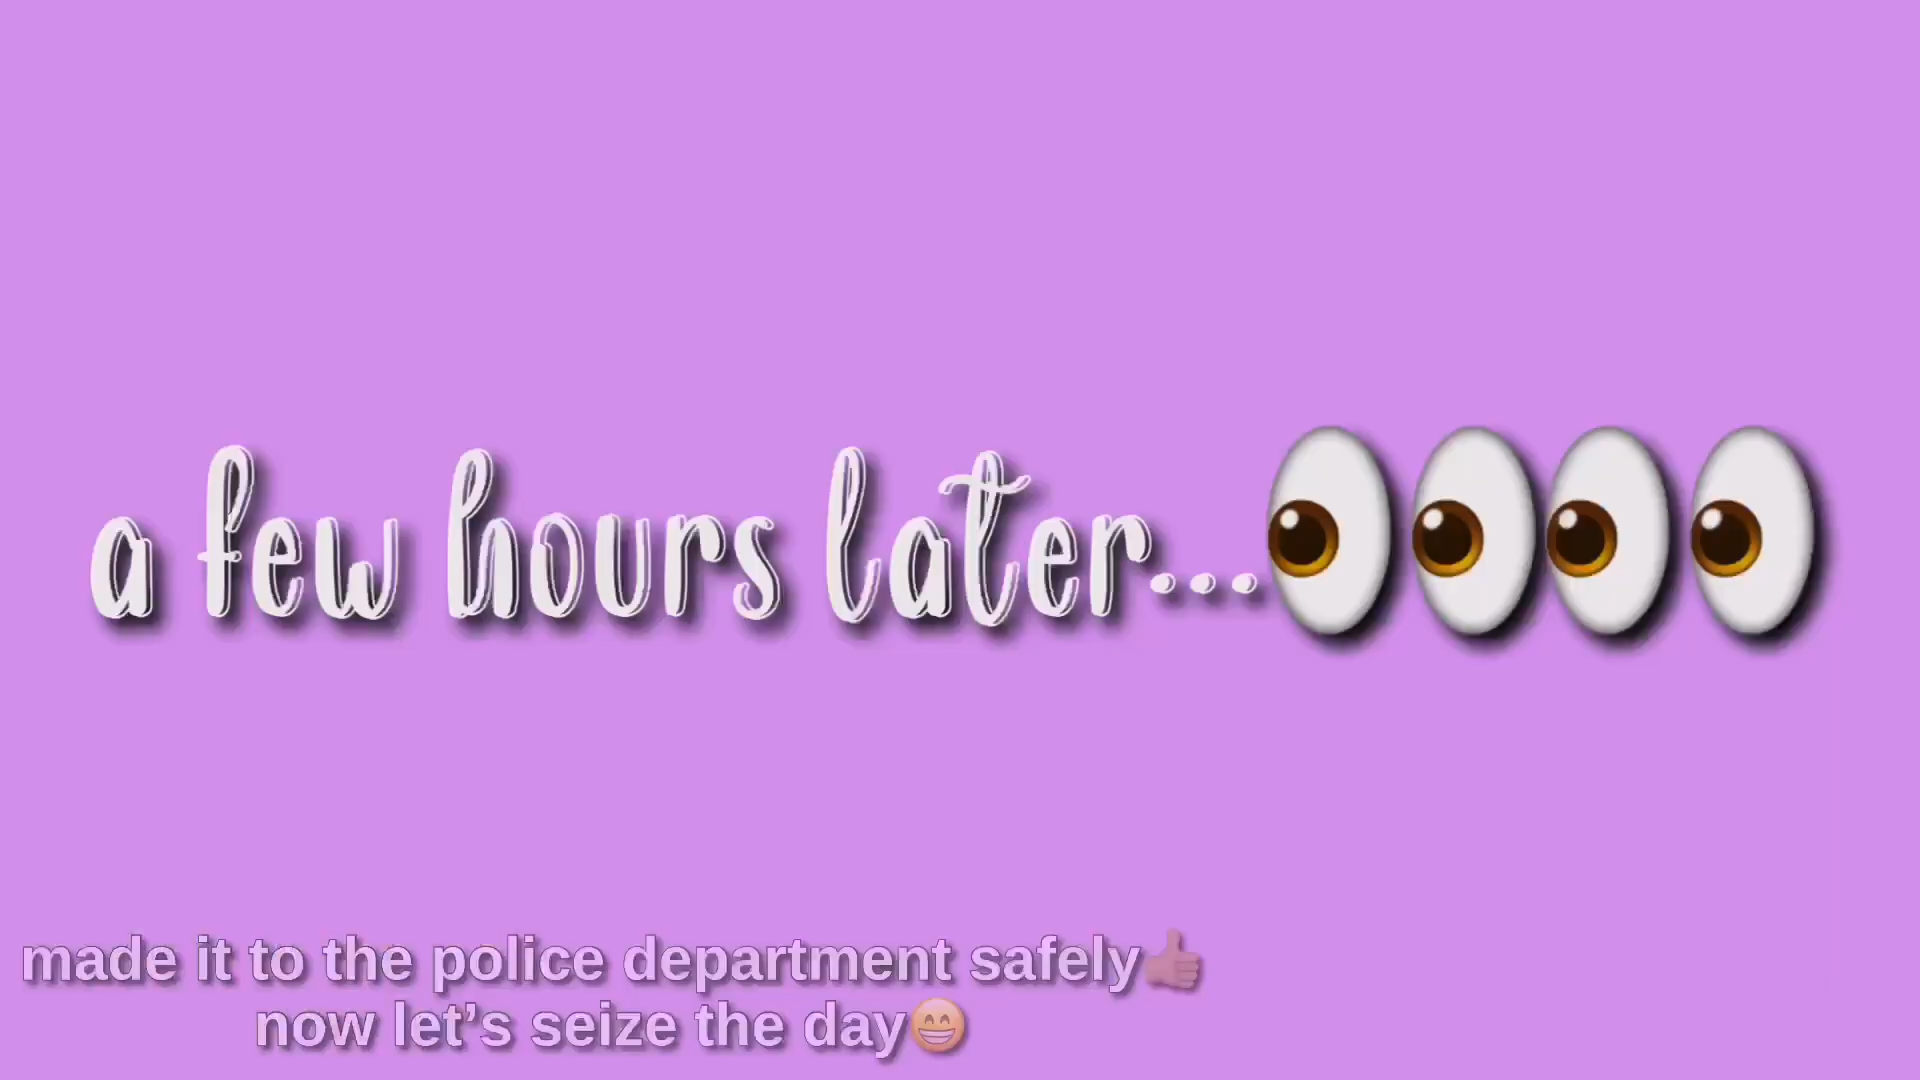 a few hours later...👀👀
made it to the police department safely👍
now let’s seize the day😄